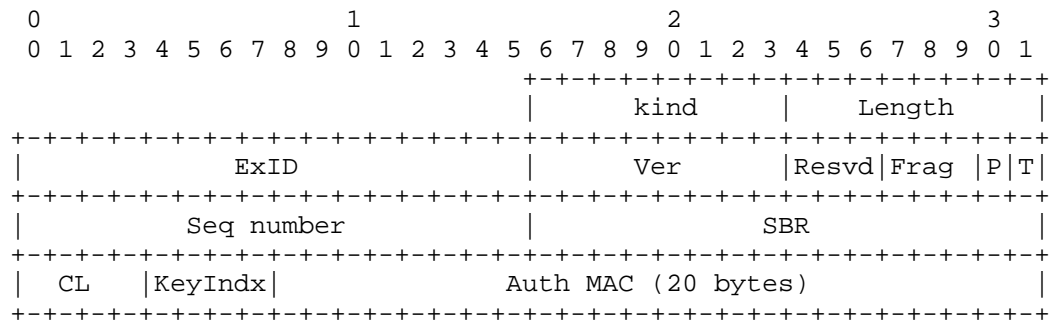 0                   1                   2                   3
 0 1 2 3 4 5 6 7 8 9 0 1 2 3 4 5 6 7 8 9 0 1 2 3 4 5 6 7 8 9 0 1
                                +-+-+-+-+-+-+-+-+-+-+-+-+-+-+-+-+
                                |      kind     |    Length     |
+-+-+-+-+-+-+-+-+-+-+-+-+-+-+-+-+-+-+-+-+-+-+-+-+-+-+-+-+-+-+-+-+
|             ExID              |      Ver      |Resvd|Frag |P|T|
+-+-+-+-+-+-+-+-+-+-+-+-+-+-+-+-+-+-+-+-+-+-+-+-+-+-+-+-+-+-+-+-+
|          Seq number           |              SBR              |
+-+-+-+-+-+-+-+-+-+-+-+-+-+-+-+-+-+-+-+-+-+-+-+-+-+-+-+-+-+-+-+-+
|  CL   |KeyIndx|              Auth MAC (20 bytes)              |
+-+-+-+-+-+-+-+-+-+-+-+-+-+-+-+-+-+-+-+-+-+-+-+-+-+-+-+-+-+-+-+-+